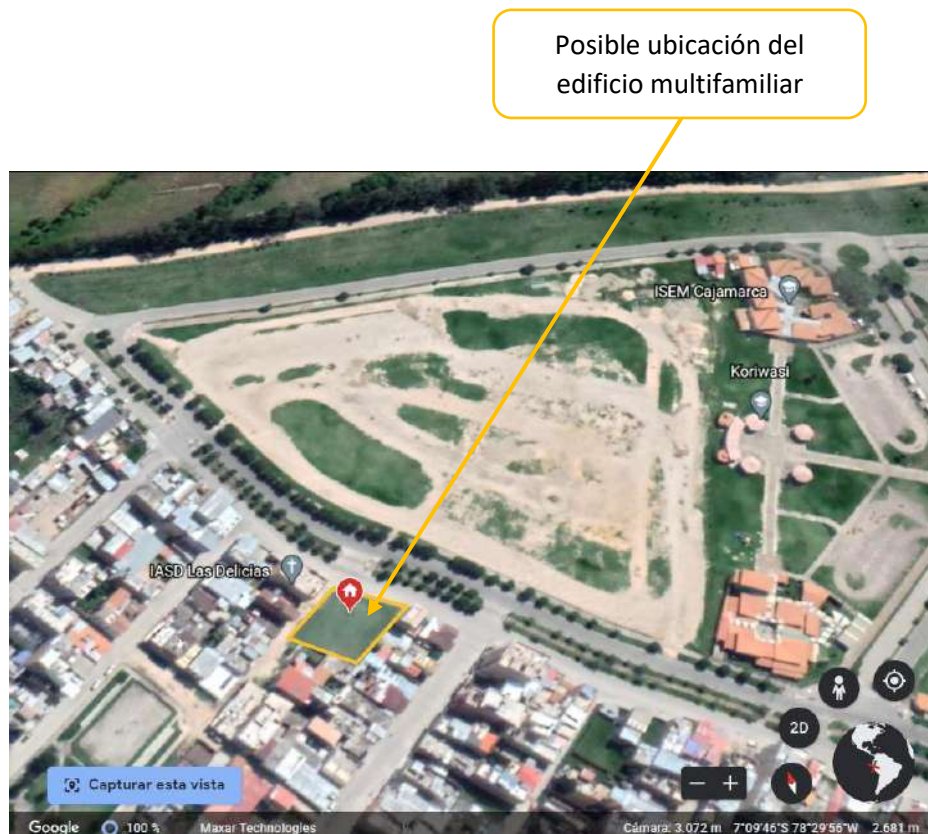 Posible ubicación del
edificio multifamiliar
ISEM Cajamarca
Koriwasi
IASD Las Delicias
2D
Capturar esta vista
Google 100 % Maxar Technologies Cámara: 3.072 m 7°09'46"S 78°29'56"W 2.681 m